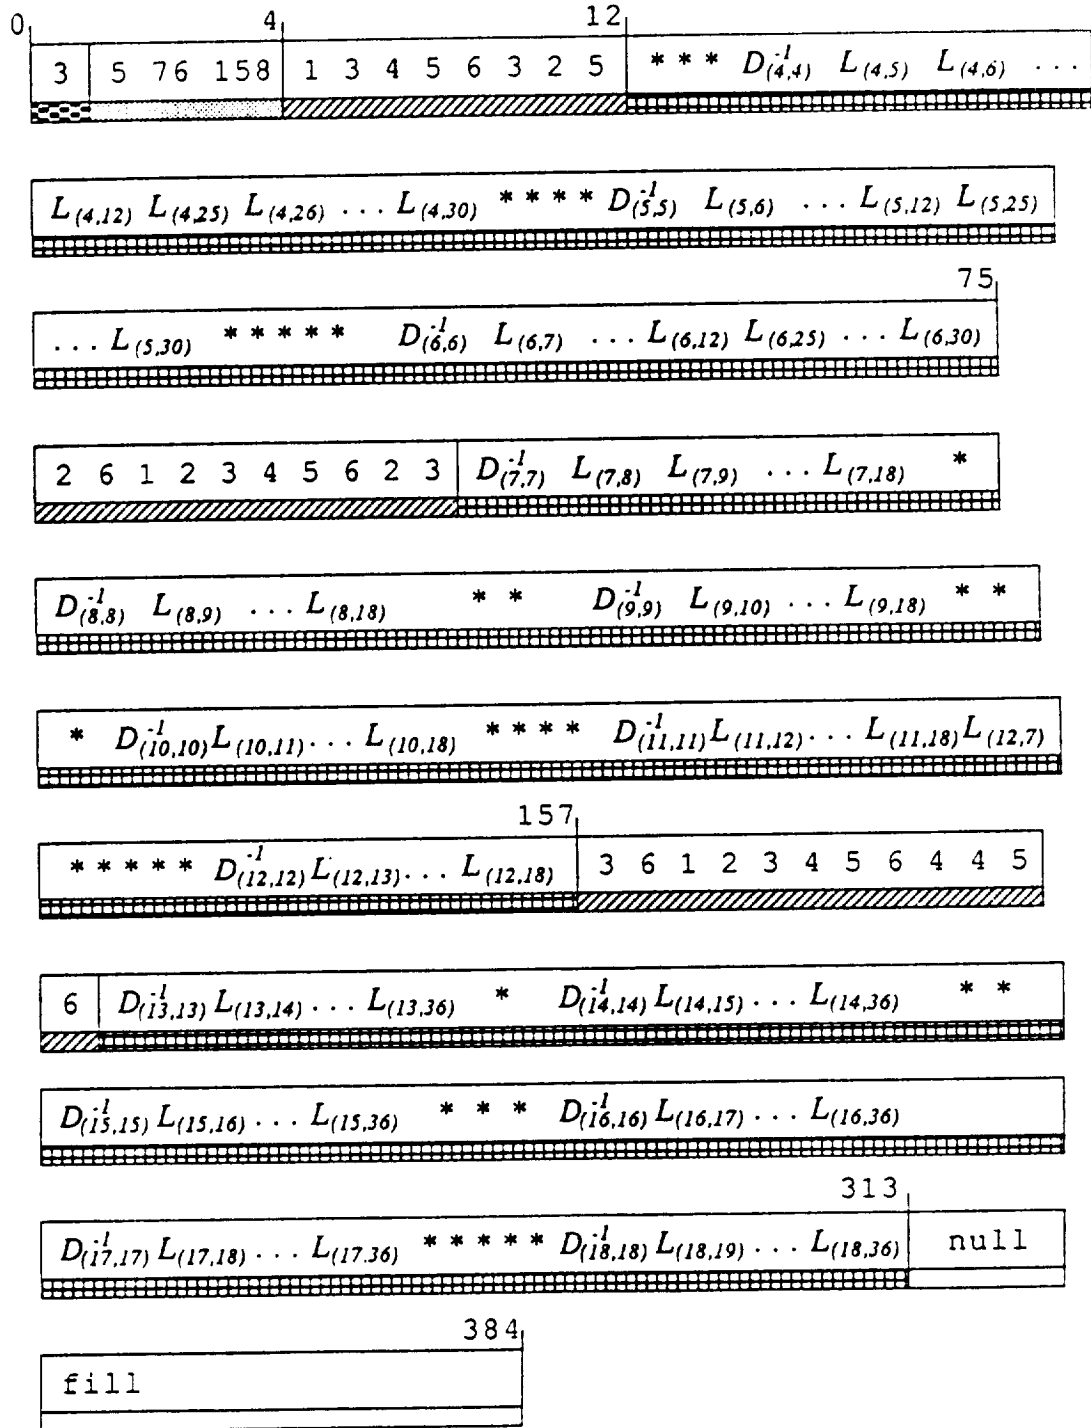 0 4 12
3 5 76 158 1 3 4 5 6 3 2 5 * * * D^{-1}_{(4,4)} L_{(4,5)} L_{(4,6)} ...
L_{(4,12)} L_{(4,25)} L_{(4,26)} ... L_{(4,30)} * * * * D^{-1}_{(5,5)} L_{(5,6)} ... L_{(5,12)} L_{(5,25)}
75
... L_{(5,30)} * * * * * D^{-1}_{(6,6)} L_{(6,7)} ... L_{(6,12)} L_{(6,25)} ... L_{(6,30)}
2 6 1 2 3 4 5 6 2 3 D^{-1}_{(7,7)} L_{(7,8)} L_{(7,9)} ... L_{(7,18)} *
D^{-1}_{(8,8)} L_{(8,9)} ... L_{(8,18)} * * D^{-1}_{(9,9)} L_{(9,10)} ... L_{(9,18)} * *
* D^{-1}_{(10,10)} L_{(10,11)} ... L_{(10,18)} * * * * D^{-1}_{(11,11)} L_{(11,12)} ... L_{(11,18)} L_{(12,7)}
157
* * * * * D^{-1}_{(12,12)} L_{(12,13)} ... L_{(12,18)} 3 6 1 2 3 4 5 6 4 4 5
6 D^{-1}_{(13,13)} L_{(13,14)} ... L_{(13,36)} * D^{-1}_{(14,14)} L_{(14,15)} ... L_{(14,36)} * *
D^{-1}_{(15,15)} L_{(15,16)} ... L_{(15,36)} * * * D^{-1}_{(16,16)} L_{(16,17)} ... L_{(16,36)}
313
D^{-1}_{(17,17)} L_{(17,18)} ... L_{(17,36)} * * * * * D^{-1}_{(18,18)} L_{(18,19)} ... L_{(18,36)} null
384
fill